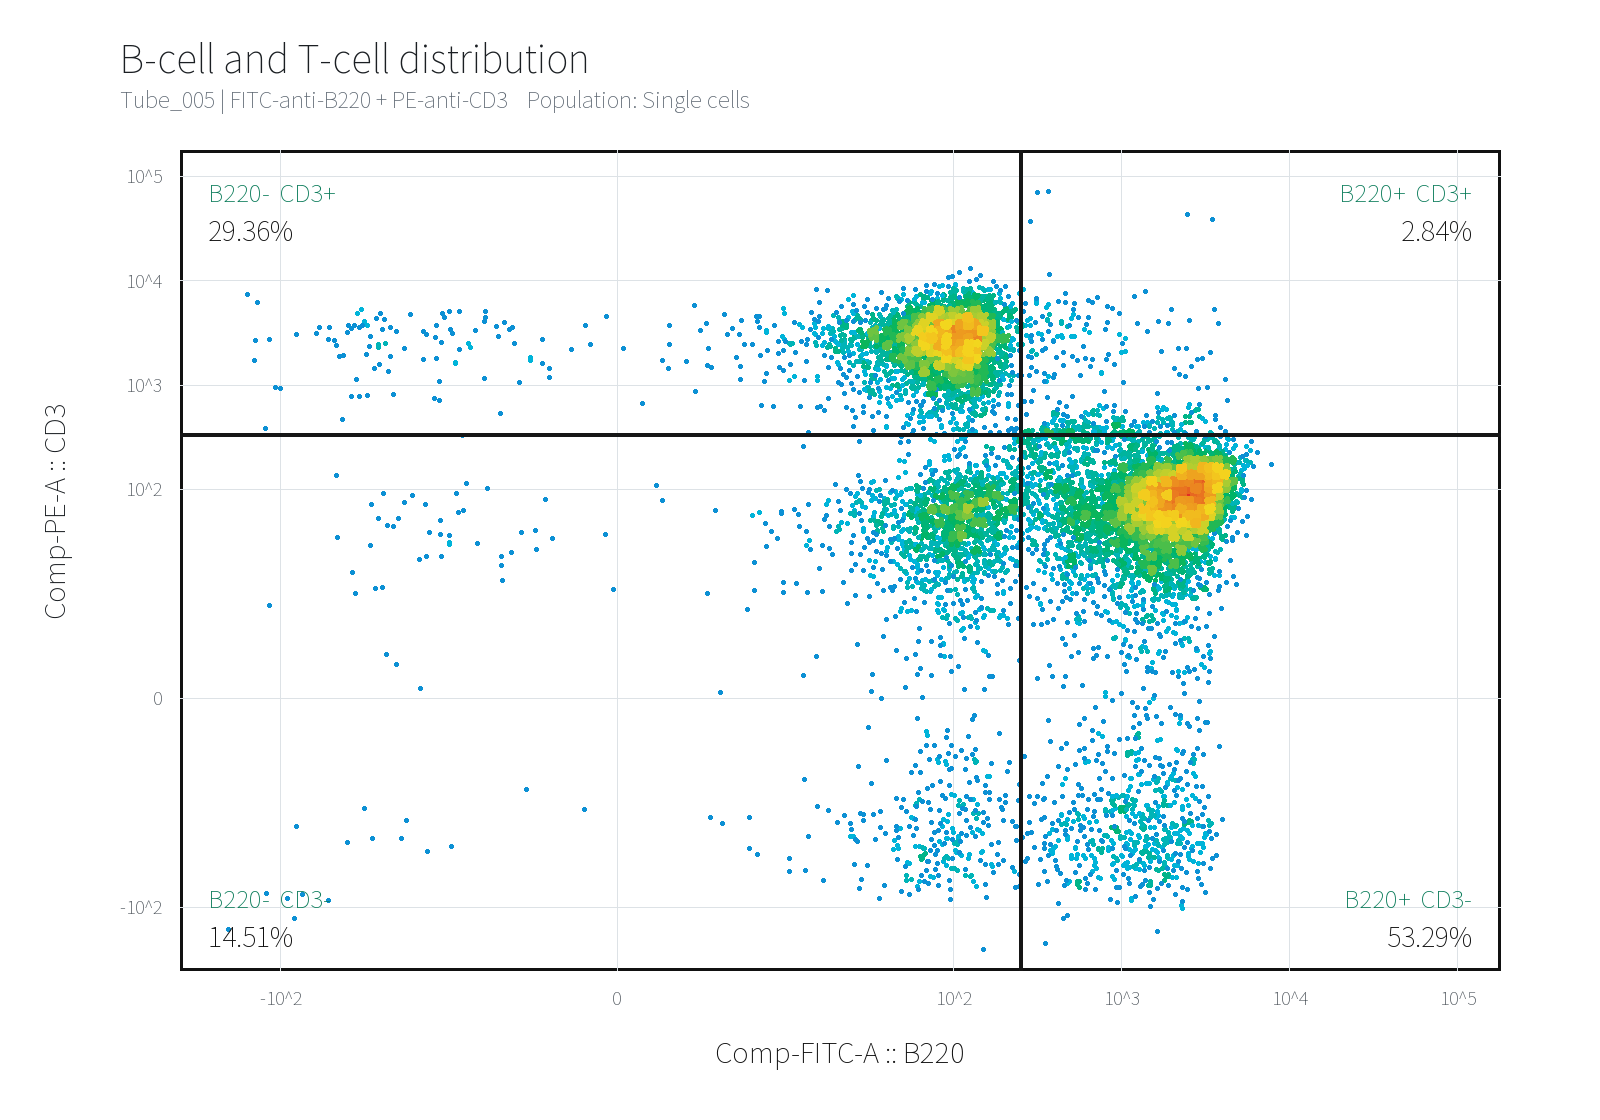 B-cell and T-cell distribution
Tube_005 | FITC-anti-B220 + PE-anti-CD3 Population: Single cells
10^5
B220- CD3+
B220+ CD3+
29.36%
2.84%
10^4
10^3
Comp-PE-A :: CD3
10^2
0
B220- CD3-
B220+ CD3-
-10^2
14.51%
53.29%
-10^2
0
10^2
10^3
10^4
10^5
Comp-FITC-A :: B220